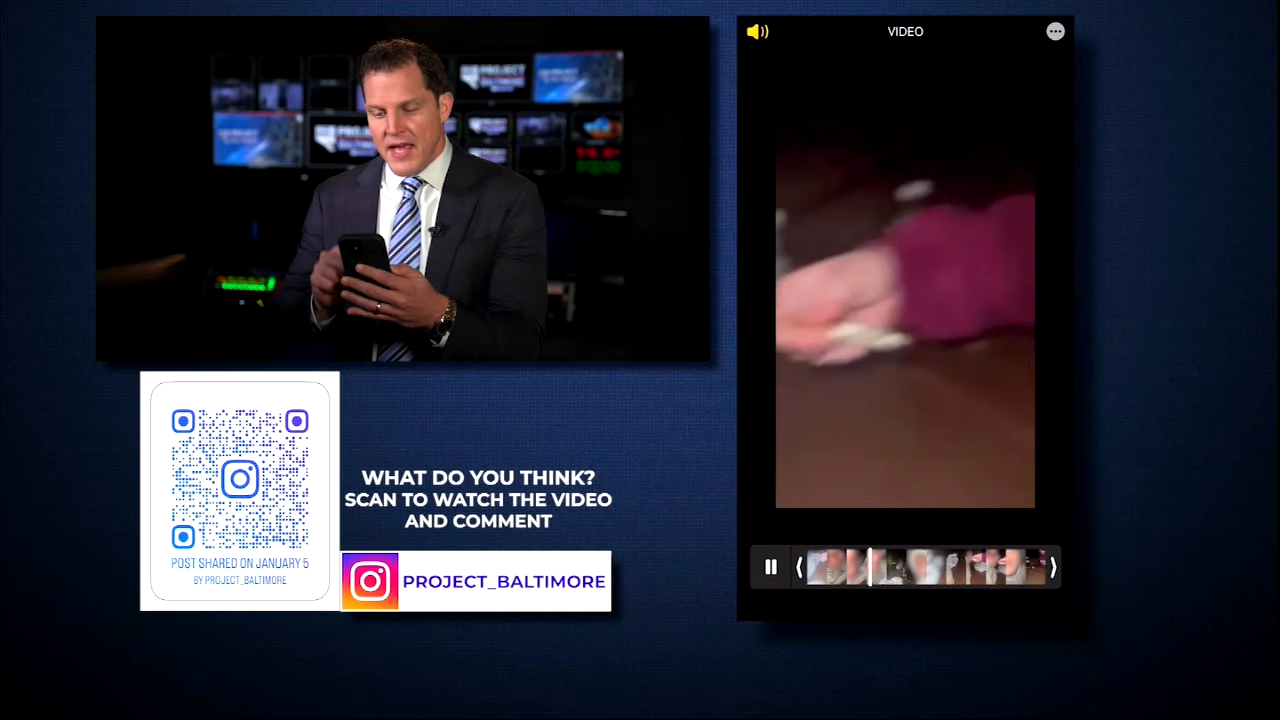 VIDEO
PROJECT
WHAT DO YOU THINK?
SCAN TO WATCH THE VIDEO
AND COMMENT
POST SHARED ON JANUARY 5
BY PROJECT_BALTIMORE
PROJECT_BALTIMORE